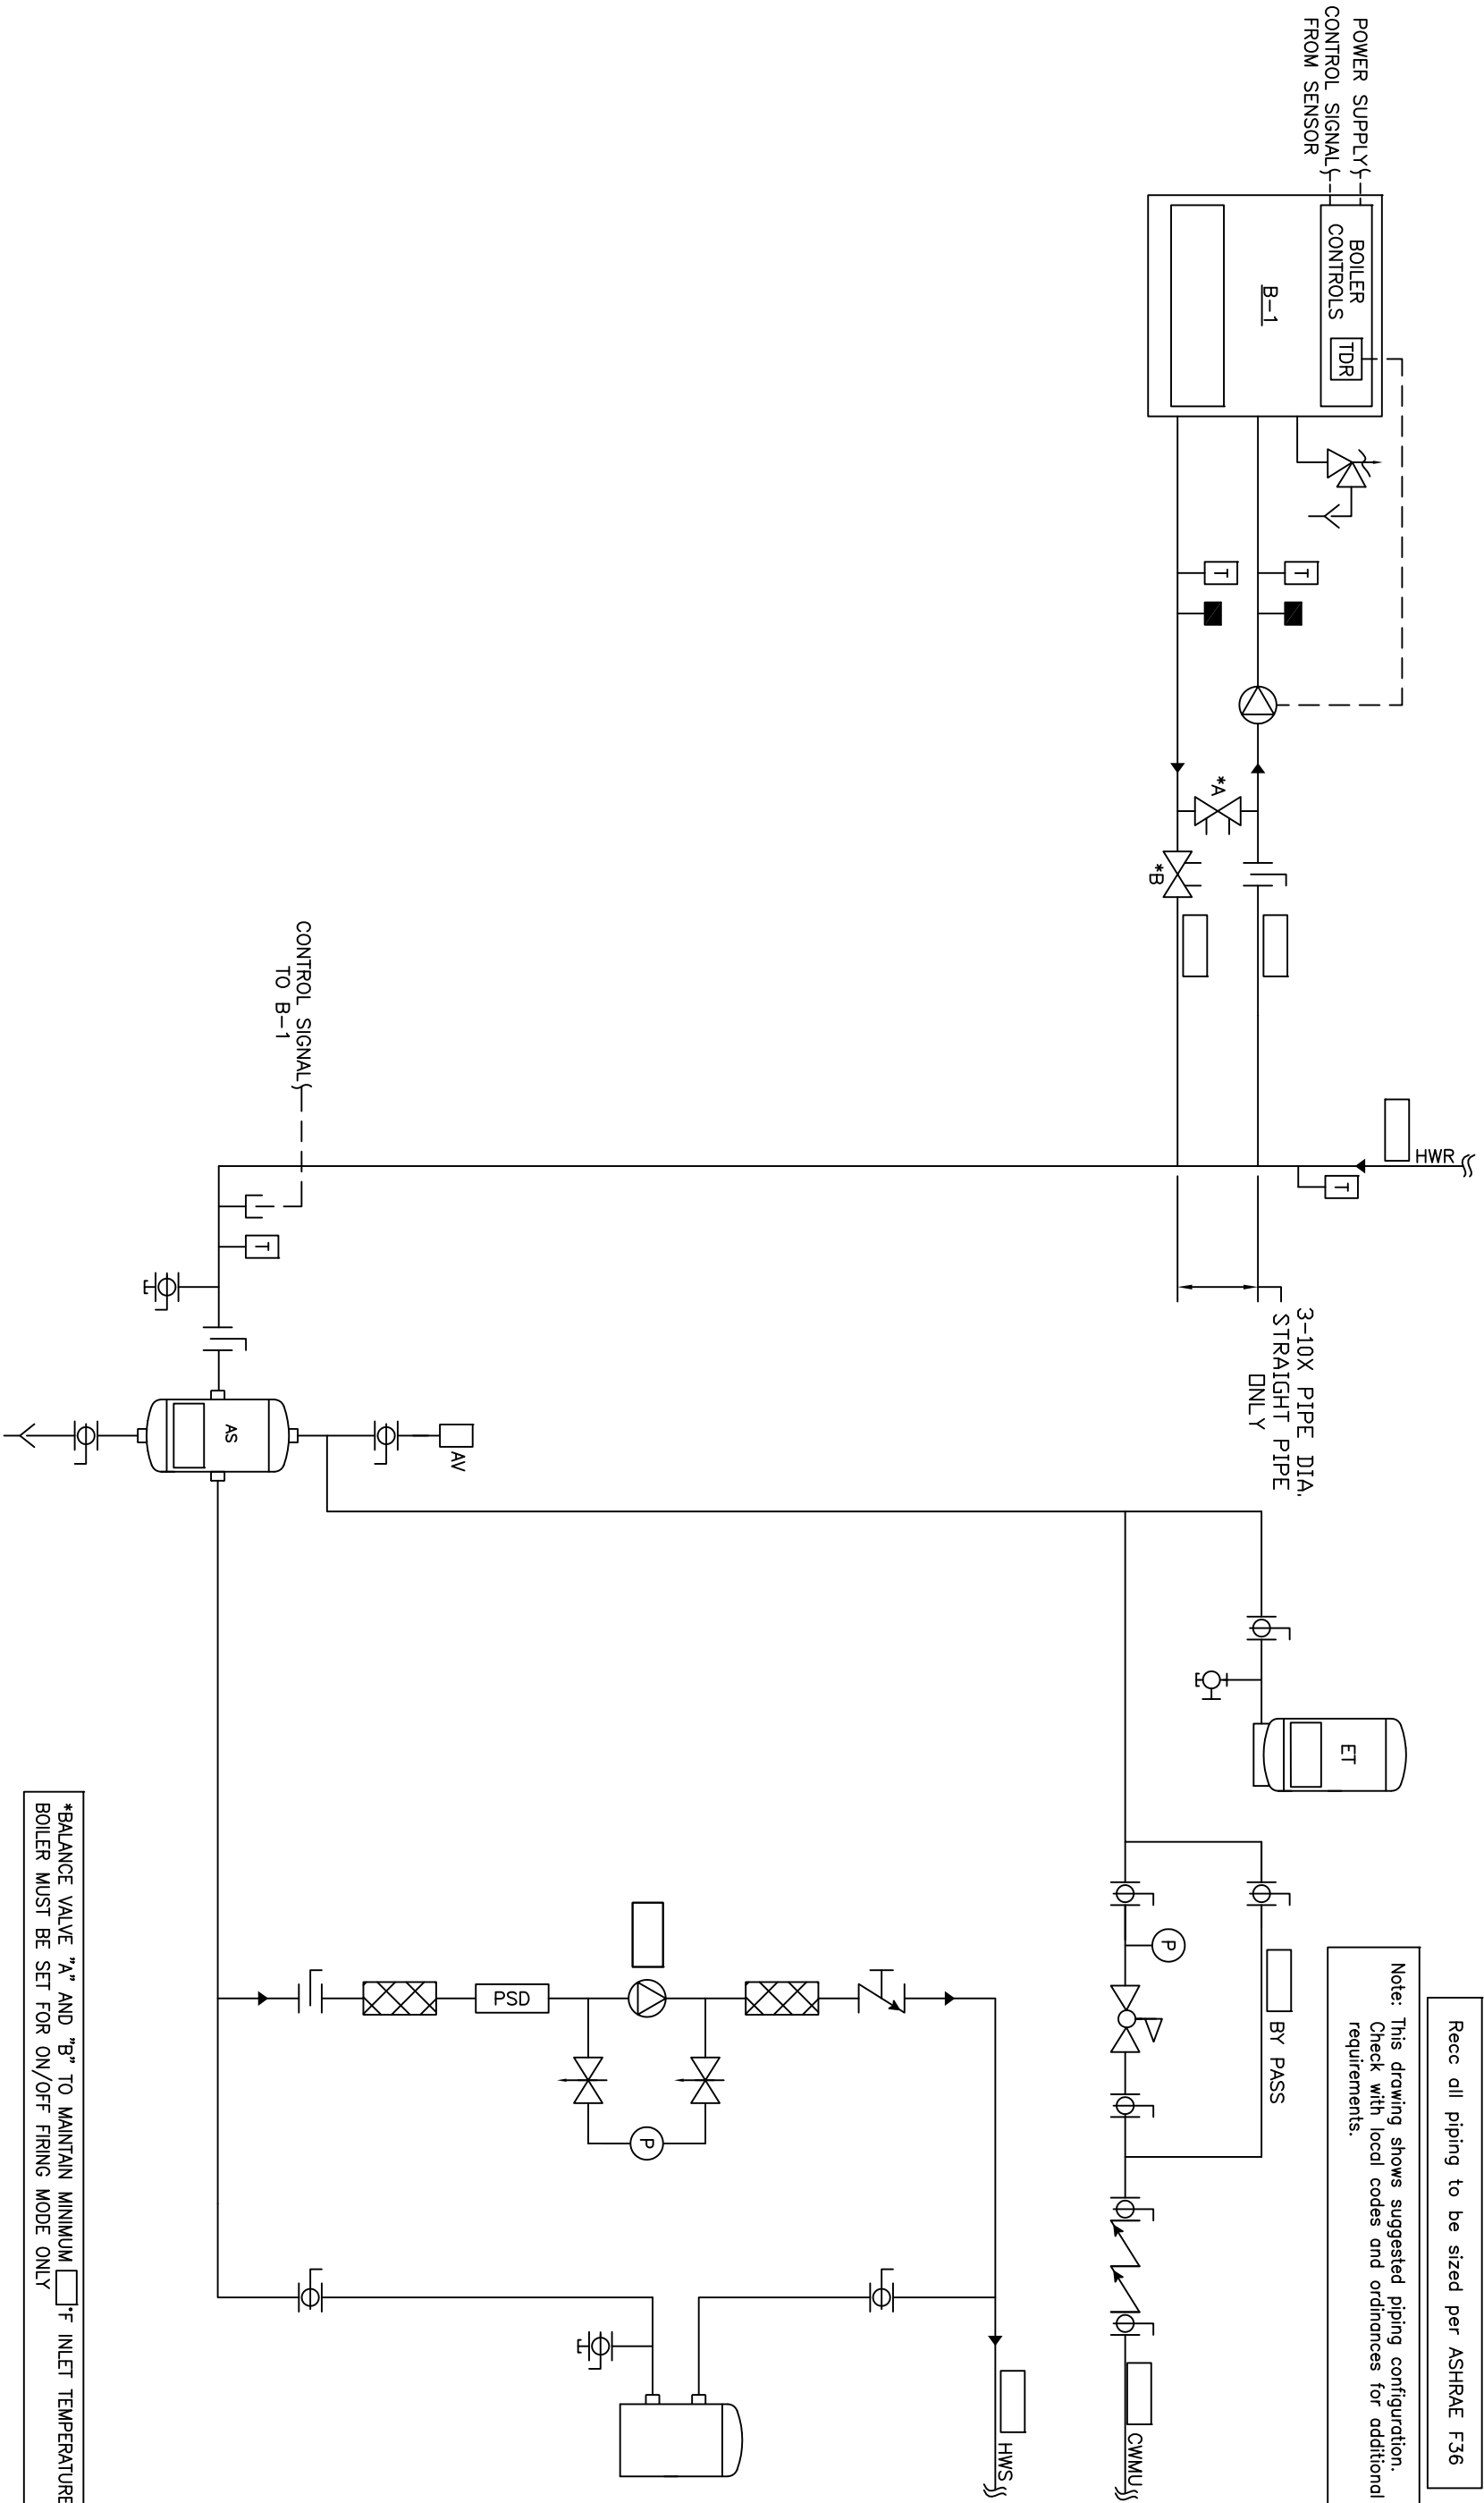 POWER SUPPLY
CONTROL SIGNAL
FROM SENSOR
BOILER
CONTROLS
TDR
B-1
T
T
*A
*B
HWR
T
3-10X PIPE DIA.
STRAIGHT PIPE
ONLY
CONTROL SIGNAL
TO B-1
T
AS
AV
ET
P
BY PASS
CWMU
PSD
P
HWS
Recc all piping to be sized per ASHRAE F36
Note: This drawing shows suggested piping configuration.
Check with local codes and ordinances for additional
requirements.
*BALANCE VALVE "A" AND "B" TO MAINTAIN MINIMUM °F INLET TEMPERATURE
BOILER MUST BE SET FOR ON/OFF FIRING MODE ONLY